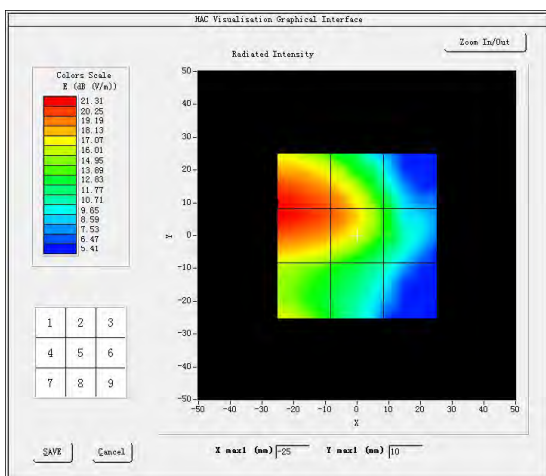 HAC Visualisation Graphical Interface
Zoom In/Out
Radiated Intensity
Colors Scale
E (dB (V/m))
21.31
20.25
19.19
18.13
17.07
16.01
14.95
13.89
12.83
11.77
10.71
9.65
8.59
7.53
6.47
5.41
50
40
30
20
10
0
-10
-20
-30
-40
-50
Y
-50 -40 -30 -20 -10 0 10 20 30 40 50
X
1 2 3
4 5 6
7 8 9
SAVE Cancel
X max1 (mm) -25 Y max1 (mm) 10